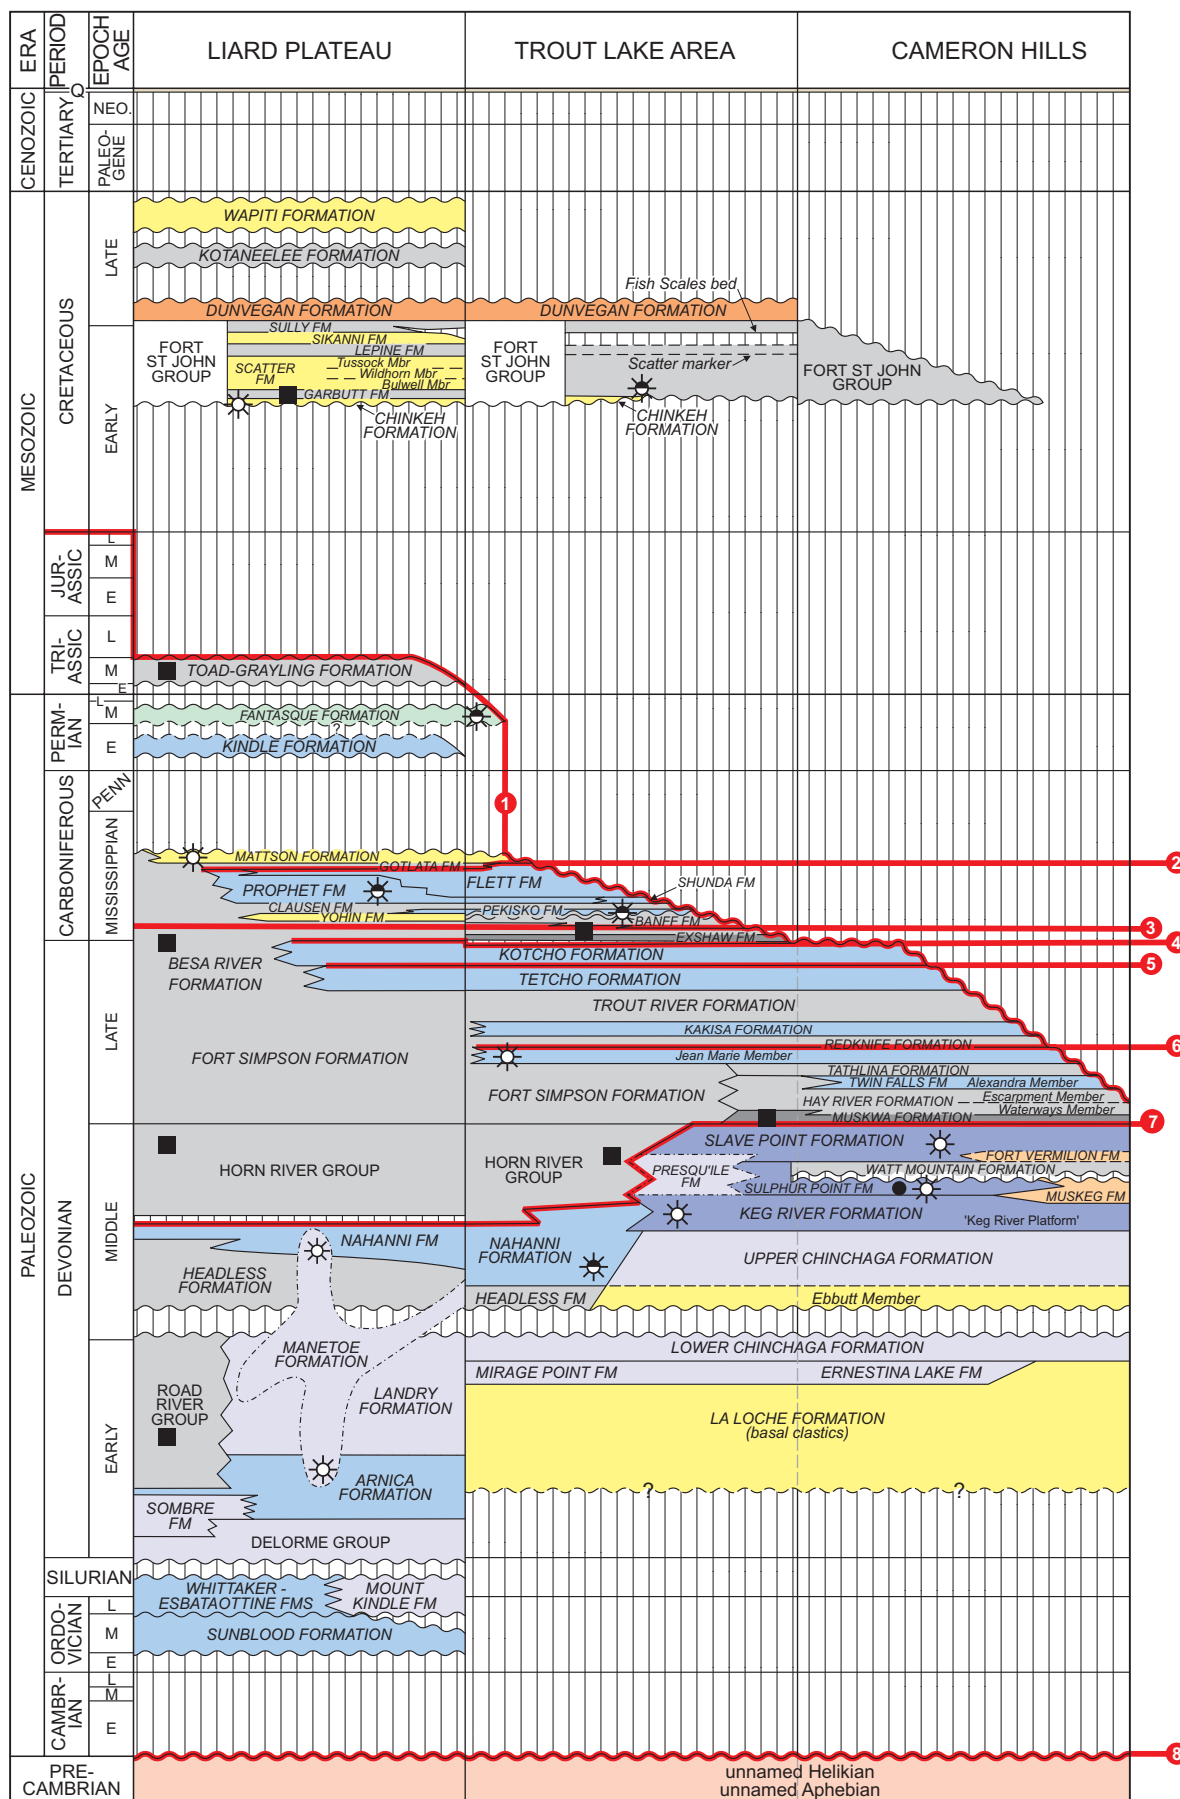 ERA
PERIOD
EPOCH
AGE
LIARD PLATEAU
TROUT LAKE AREA
CAMERON HILLS
Q
CENOZOIC
TERTIARY
NEO.
PALEO-
GENE
MESOZOIC
CRETACEOUS
LATE
WAPITI FORMATION
KOTANEELEE FORMATION
Fish Scales bed
DUNVEGAN FORMATION
DUNVEGAN FORMATION
EARLY
FORT
ST JOHN
GROUP
SULLY FM
SIKANNI FM
LEPINE FM
SCATTER
FM
Tussock Mbr
Wildhorn Mbr
Bulwell Mbr
GARBUTT FM
CHINKEH
FORMATION
FORT
ST JOHN
GROUP
Scatter marker
CHINKEH
FORMATION
FORT ST JOHN
GROUP
JUR-
ASSIC
L
M
E
TRI-
ASSIC
L
M
E
TOAD-GRAYLING FORMATION
PALEOZOIC
PERM-
IAN
L
M
E
FANTASQUE FORMATION
?
KINDLE FORMATION
CARBONIFEROUS
PENN
MISSISSIPPIAN
1
MATTSON FORMATION
GOTLATA FM
2
PROPHET FM
FLETT FM
SHUNDA FM
CLAUSEN FM
PEKISKO FM
YOHIN FM
BANFF FM
3
EXSHAW FM
4
DEVONIAN
LATE
BESA RIVER
FORMATION
KOTCHO FORMATION
5
TETCHO FORMATION
TROUT RIVER FORMATION
KAKISA FORMATION
REDKNIFE FORMATION
6
Jean Marie Member
FORT SIMPSON FORMATION
FORT SIMPSON FORMATION
TATHLINA FORMATION
TWIN FALLS FM
Alexandra Member
HAY RIVER FORMATION
Escarpment Member
Waterways Member
MUSKWA FORMATION
7
MIDDLE
HORN RIVER GROUP
HORN RIVER
GROUP
SLAVE POINT FORMATION
FORT VERMILION FM
PRESQU'ILE
FM
WATT MOUNTAIN FORMATION
SULPHUR POINT FM
MUSKEG FM
KEG RIVER FORMATION
'Keg River Platform'
NAHANNI FM
NAHANNI
FORMATION
HEADLESS
FORMATION
UPPER CHINCHAGA FORMATION
HEADLESS FM
Ebbutt Member
EARLY
MANETOE
FORMATION
LOWER CHINCHAGA FORMATION
MIRAGE POINT FM
ERNESTINA LAKE FM
ROAD
RIVER
GROUP
LANDRY
FORMATION
LA LOCHE FORMATION
(basal clastics)
ARNICA
FORMATION
?
?
SOMBRE
FM
DELORME GROUP
SILURIAN
WHITTAKER -
ESBATAOTTINE FMS
MOUNT
KINDLE FM
ORDO-
VICIAN
L
M
E
SUNBLOOD FORMATION
CAMBR-
IAN
L
M
E
8
PRE-
CAMBRIAN
unnamed Helikian
unnamed Aphebian